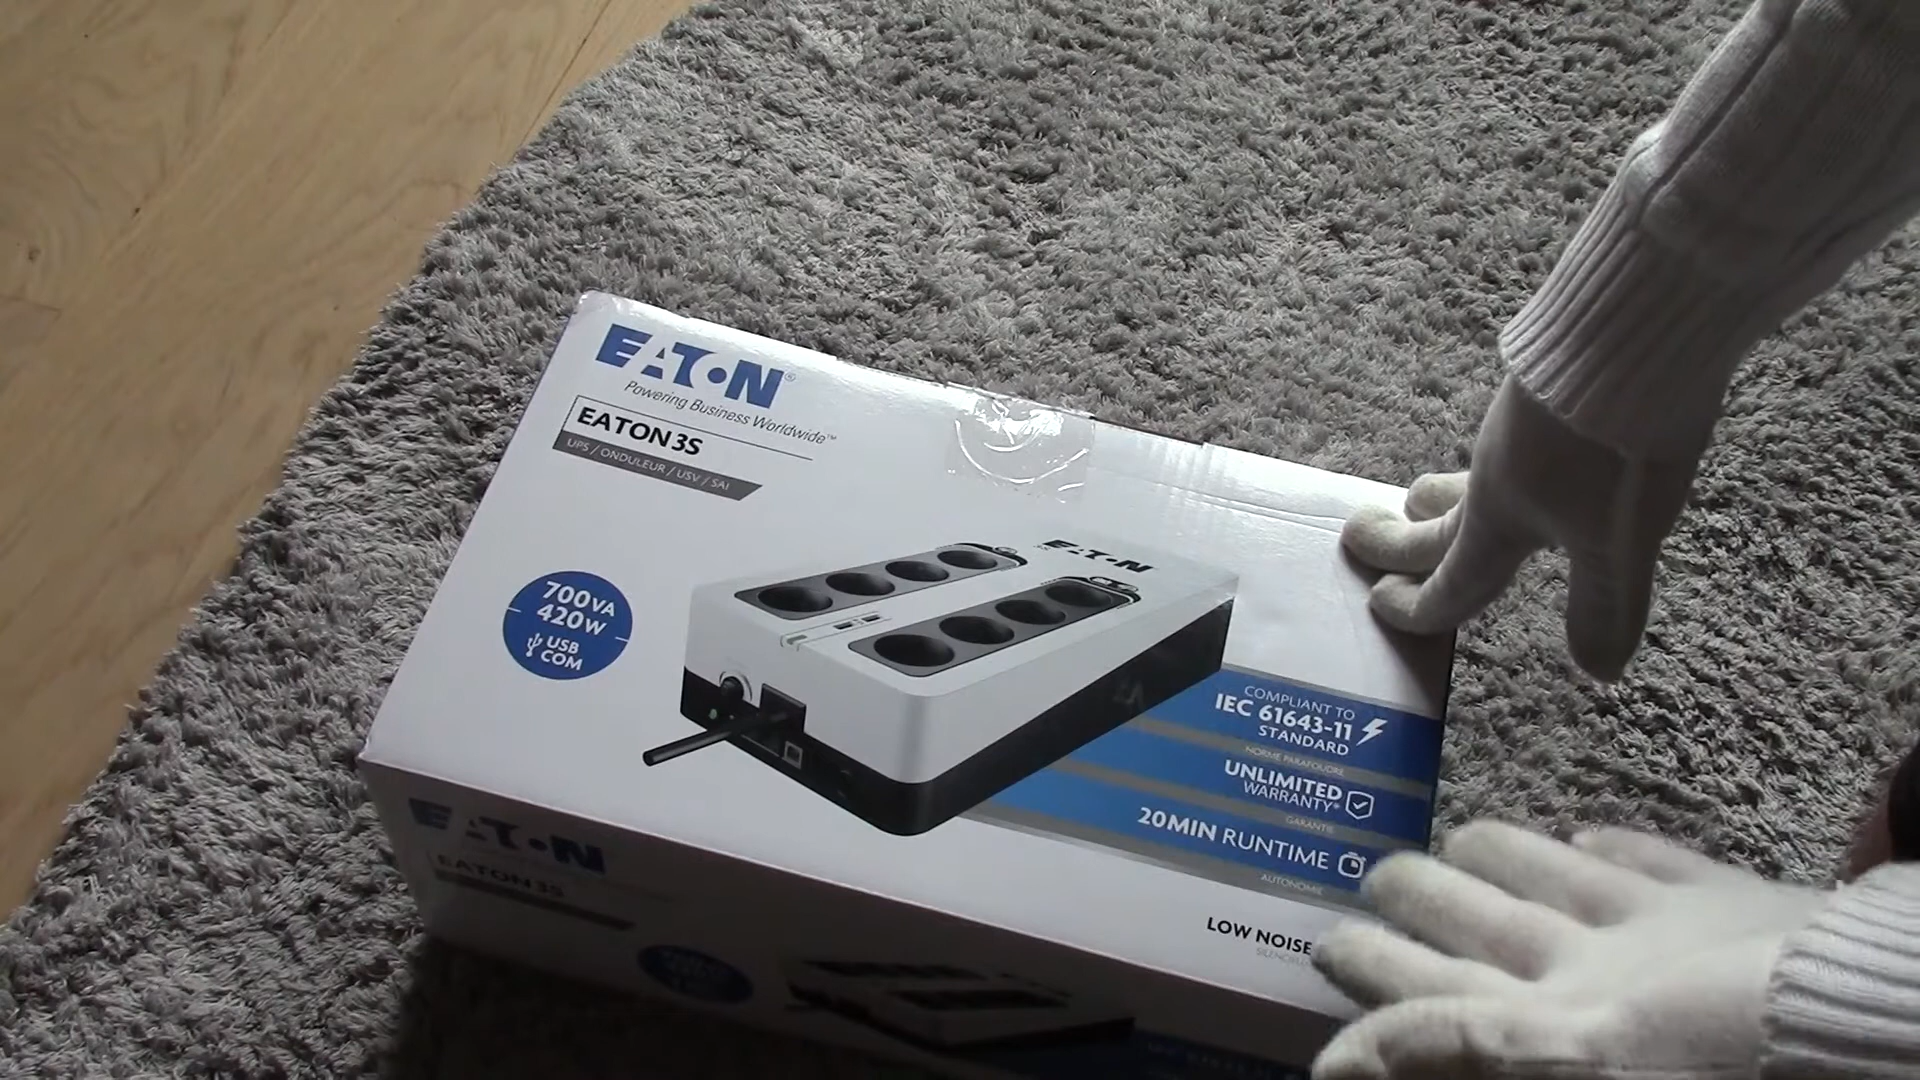 EATON®
Powering Business Worldwide™
EATON 3S
UPS / ONDULEUR / USV / SAI
700VA
420W
USB
COM
EATON
COMPLIANT TO
IEC 61643-11
STANDARD
NORME PARAFOUDRE
UNLIMITED
WARRANTY*
GARANTIE
20MIN RUNTIME
AUTONOMIE
LOW NOISE
EATON
EATON 3S